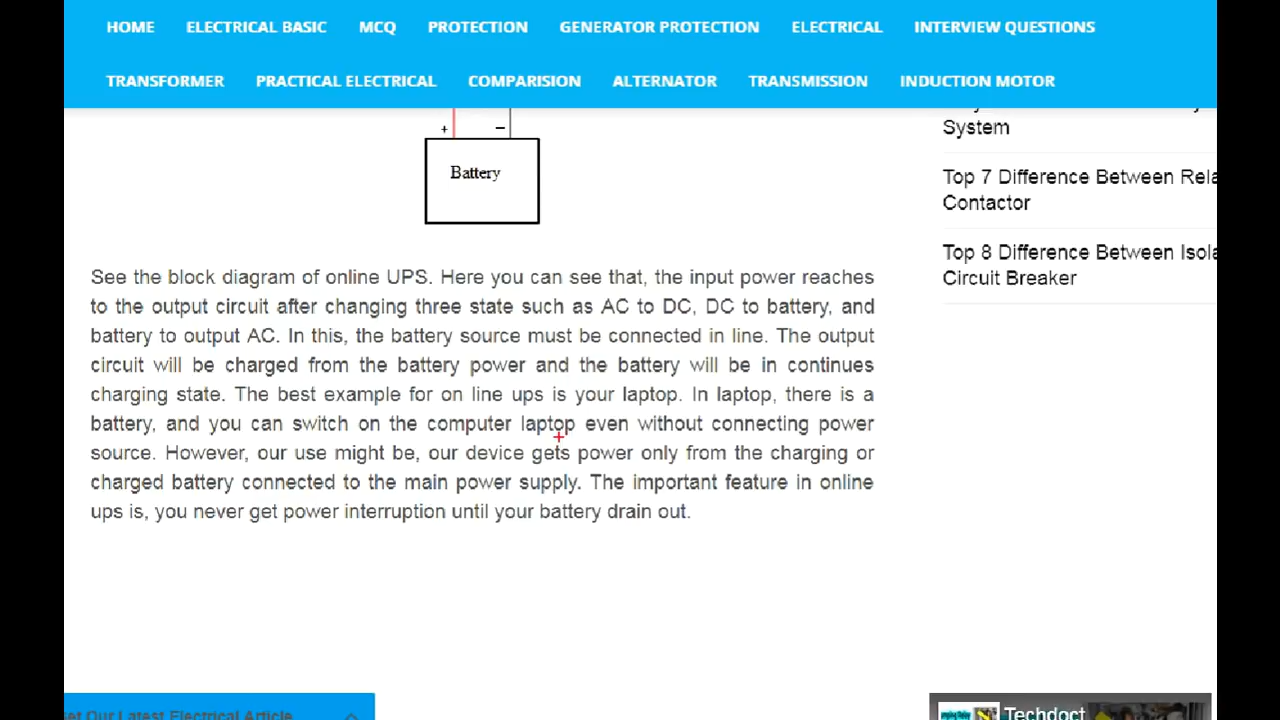 HOME ELECTRICAL BASIC MCQ PROTECTION GENERATOR PROTECTION ELECTRICAL INTERVIEW QUESTIONS
TRANSFORMER PRACTICAL ELECTRICAL COMPARISION ALTERNATOR TRANSMISSION INDUCTION MOTOR
+ −
Battery
See the block diagram of online UPS. Here you can see that, the input power reaches
to the output circuit after changing three state such as AC to DC, DC to battery, and
battery to output AC. In this, the battery source must be connected in line. The output
circuit will be charged from the battery power and the battery will be in continues
charging state. The best example for on line ups is your laptop. In laptop, there is a
battery, and you can switch on the computer laptop even without connecting power
source. However, our use might be, our device gets power only from the charging or
charged battery connected to the main power supply. The important feature in online
ups is, you never get power interruption until your battery drain out.
System
Top 7 Difference Between Rela
Contactor
Top 8 Difference Between Isola
Circuit Breaker
et Our Latest Electrical Article
Techdoct